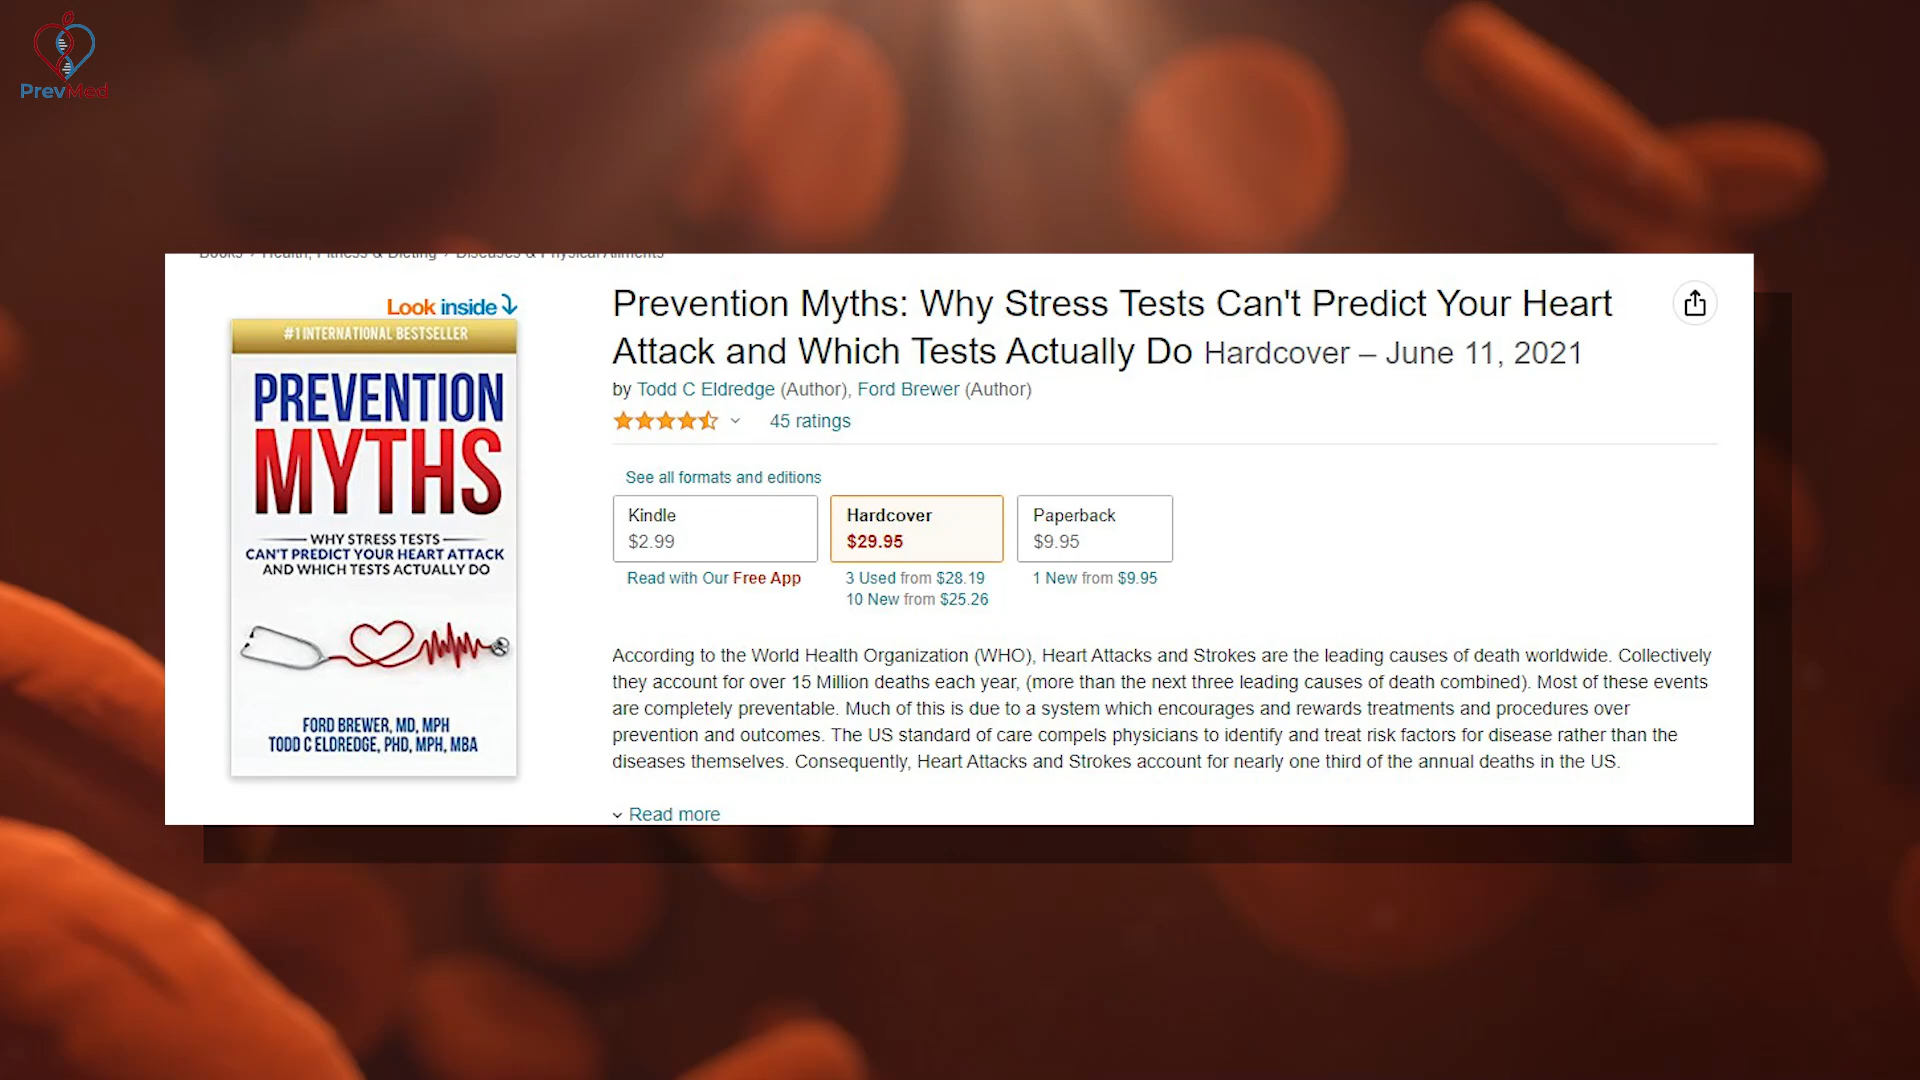 PrevMed
Books › Health, Fitness & Dieting › Diseases & Physical Ailments
Look inside
#1 INTERNATIONAL BESTSELLER
PREVENTION
MYTHS
WHY STRESS TESTS
CAN'T PREDICT YOUR HEART ATTACK
AND WHICH TESTS ACTUALLY DO
FORD BREWER, MD, MPH
TODD C ELDREDGE, PHD, MPH, MBA
Prevention Myths: Why Stress Tests Can't Predict Your Heart
Attack and Which Tests Actually Do Hardcover – June 11, 2021
by Todd C Eldredge (Author), Ford Brewer (Author)
45 ratings
See all formats and editions
Kindle
$2.99
Read with Our Free App
Hardcover
$29.95
3 Used from $28.19
10 New from $25.26
Paperback
$9.95
1 New from $9.95
According to the World Health Organization (WHO), Heart Attacks and Strokes are the leading causes of death worldwide. Collectively
they account for over 15 Million deaths each year, (more than the next three leading causes of death combined). Most of these events
are completely preventable. Much of this is due to a system which encourages and rewards treatments and procedures over
prevention and outcomes. The US standard of care compels physicians to identify and treat risk factors for disease rather than the
diseases themselves. Consequently, Heart Attacks and Strokes account for nearly one third of the annual deaths in the US.
Read more